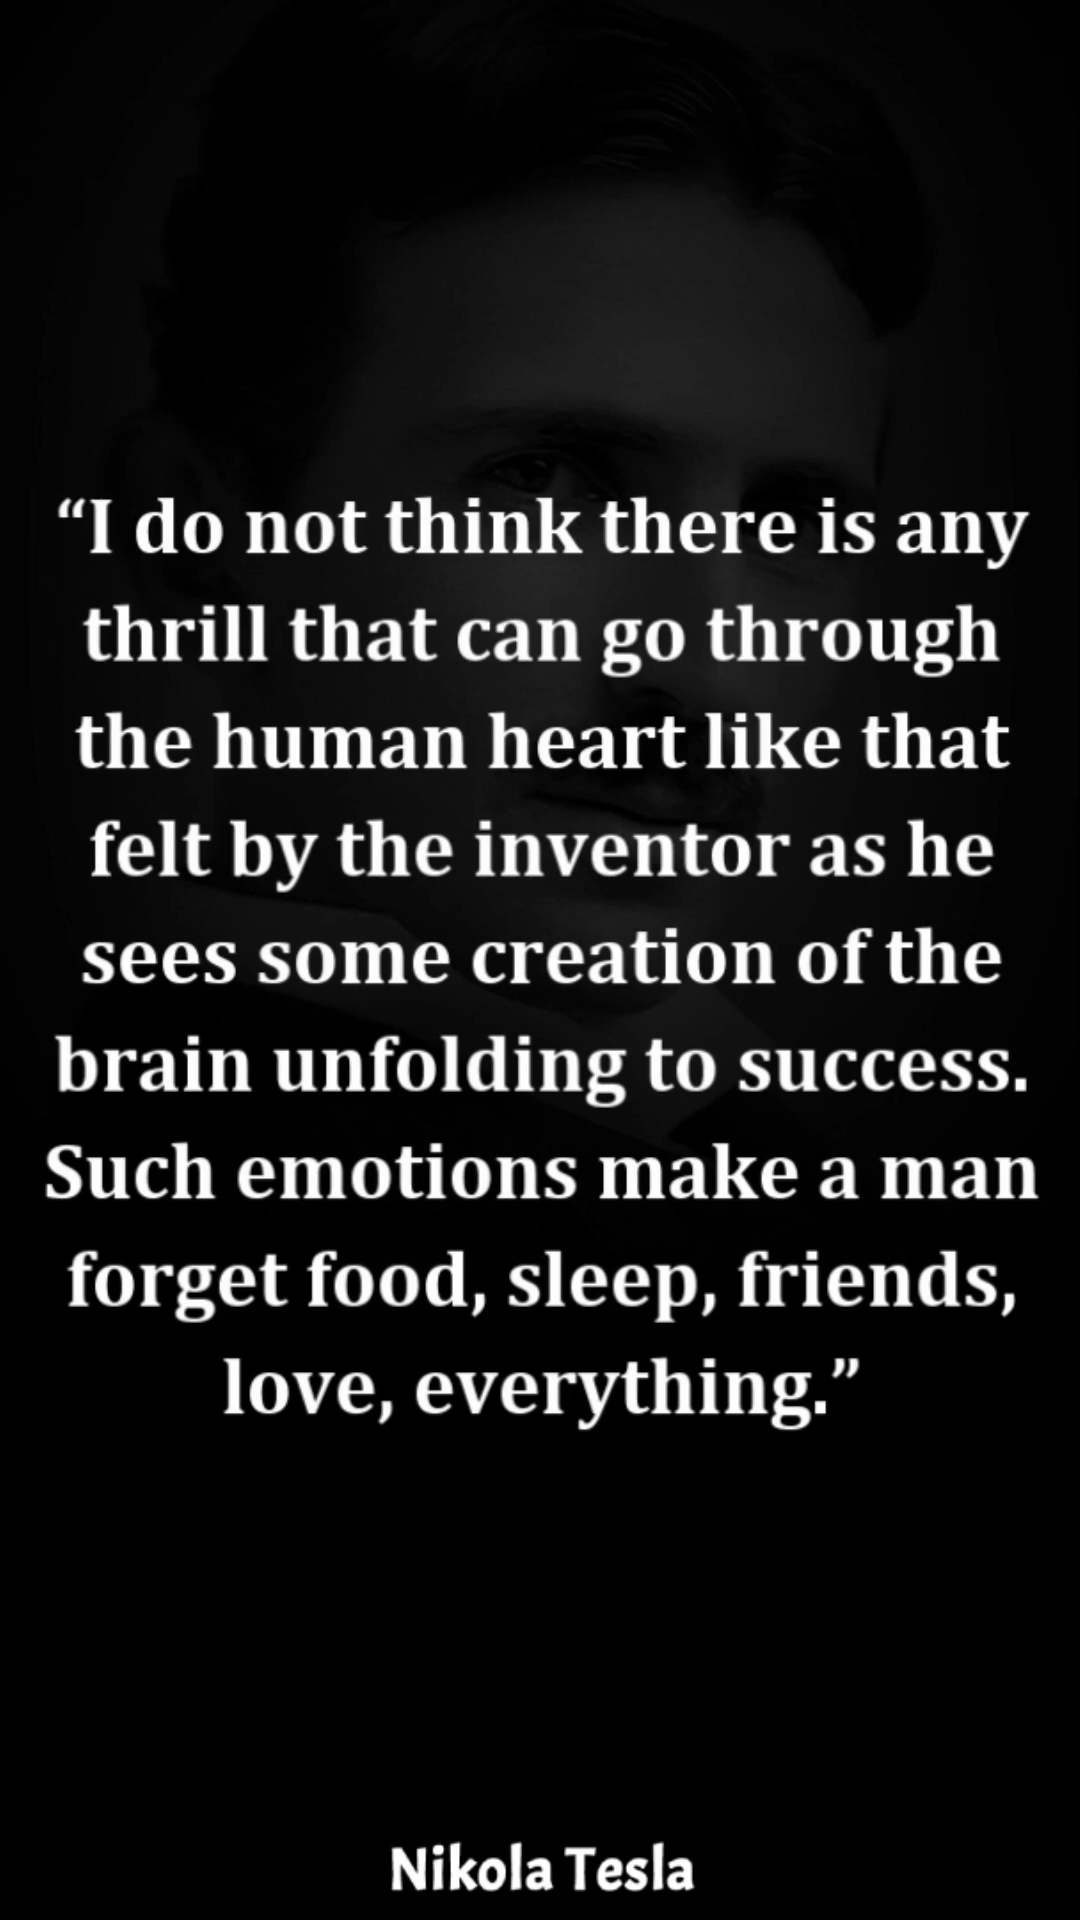 “I do not think there is any
thrill that can go through
the human heart like that
felt by the inventor as he
sees some creation of the
brain unfolding to success.
Such emotions make a man
forget food, sleep, friends,
love, everything.”
Nikola Tesla